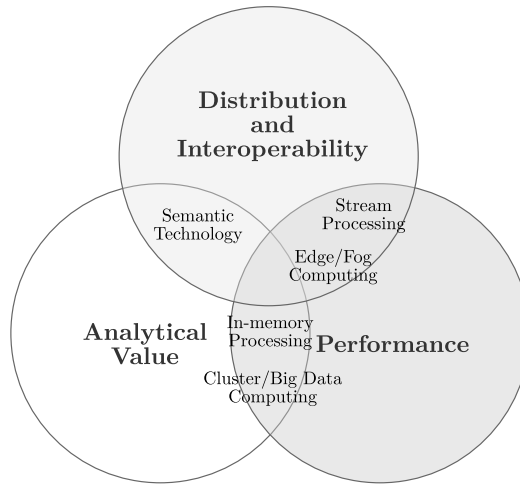 Distribution
and
Interoperability
Semantic
Technology
Stream
Processing
Edge/Fog
Computing
Analytical
Value
In-memory
Processing
Performance
Cluster/Big Data
Computing